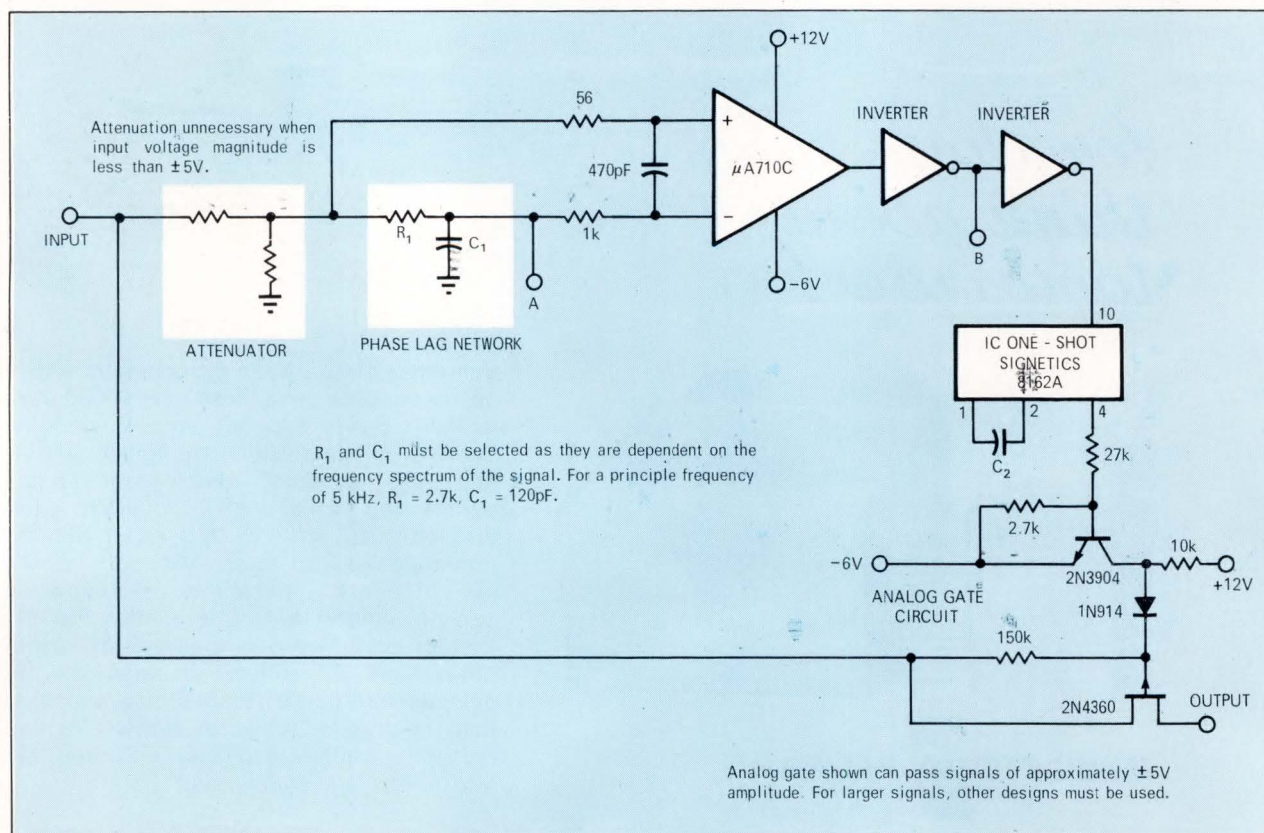 +12V
56
INVERTER
INVERTER
Attenuation unnecessary when
input voltage magnitude is
less than ±5V.
+
470pF
μA710C
−
INPUT
R1
C1
1k
A
B
−6V
ATTENUATOR
PHASE LAG NETWORK
10
IC ONE - SHOT
SIGNETICS
8162A
1
2
4
C2
27k
R1 and C1 must be selected as they are dependent on the
frequency spectrum of the signal. For a principle frequency
of 5 kHz, R1 = 2.7k, C1 = 120pF.
2.7k
−6V
2N3904
10k
+12V
ANALOG GATE
CIRCUIT
1N914
150k
2N4360
OUTPUT
Analog gate shown can pass signals of approximately ±5V
amplitude. For larger signals, other designs must be used.